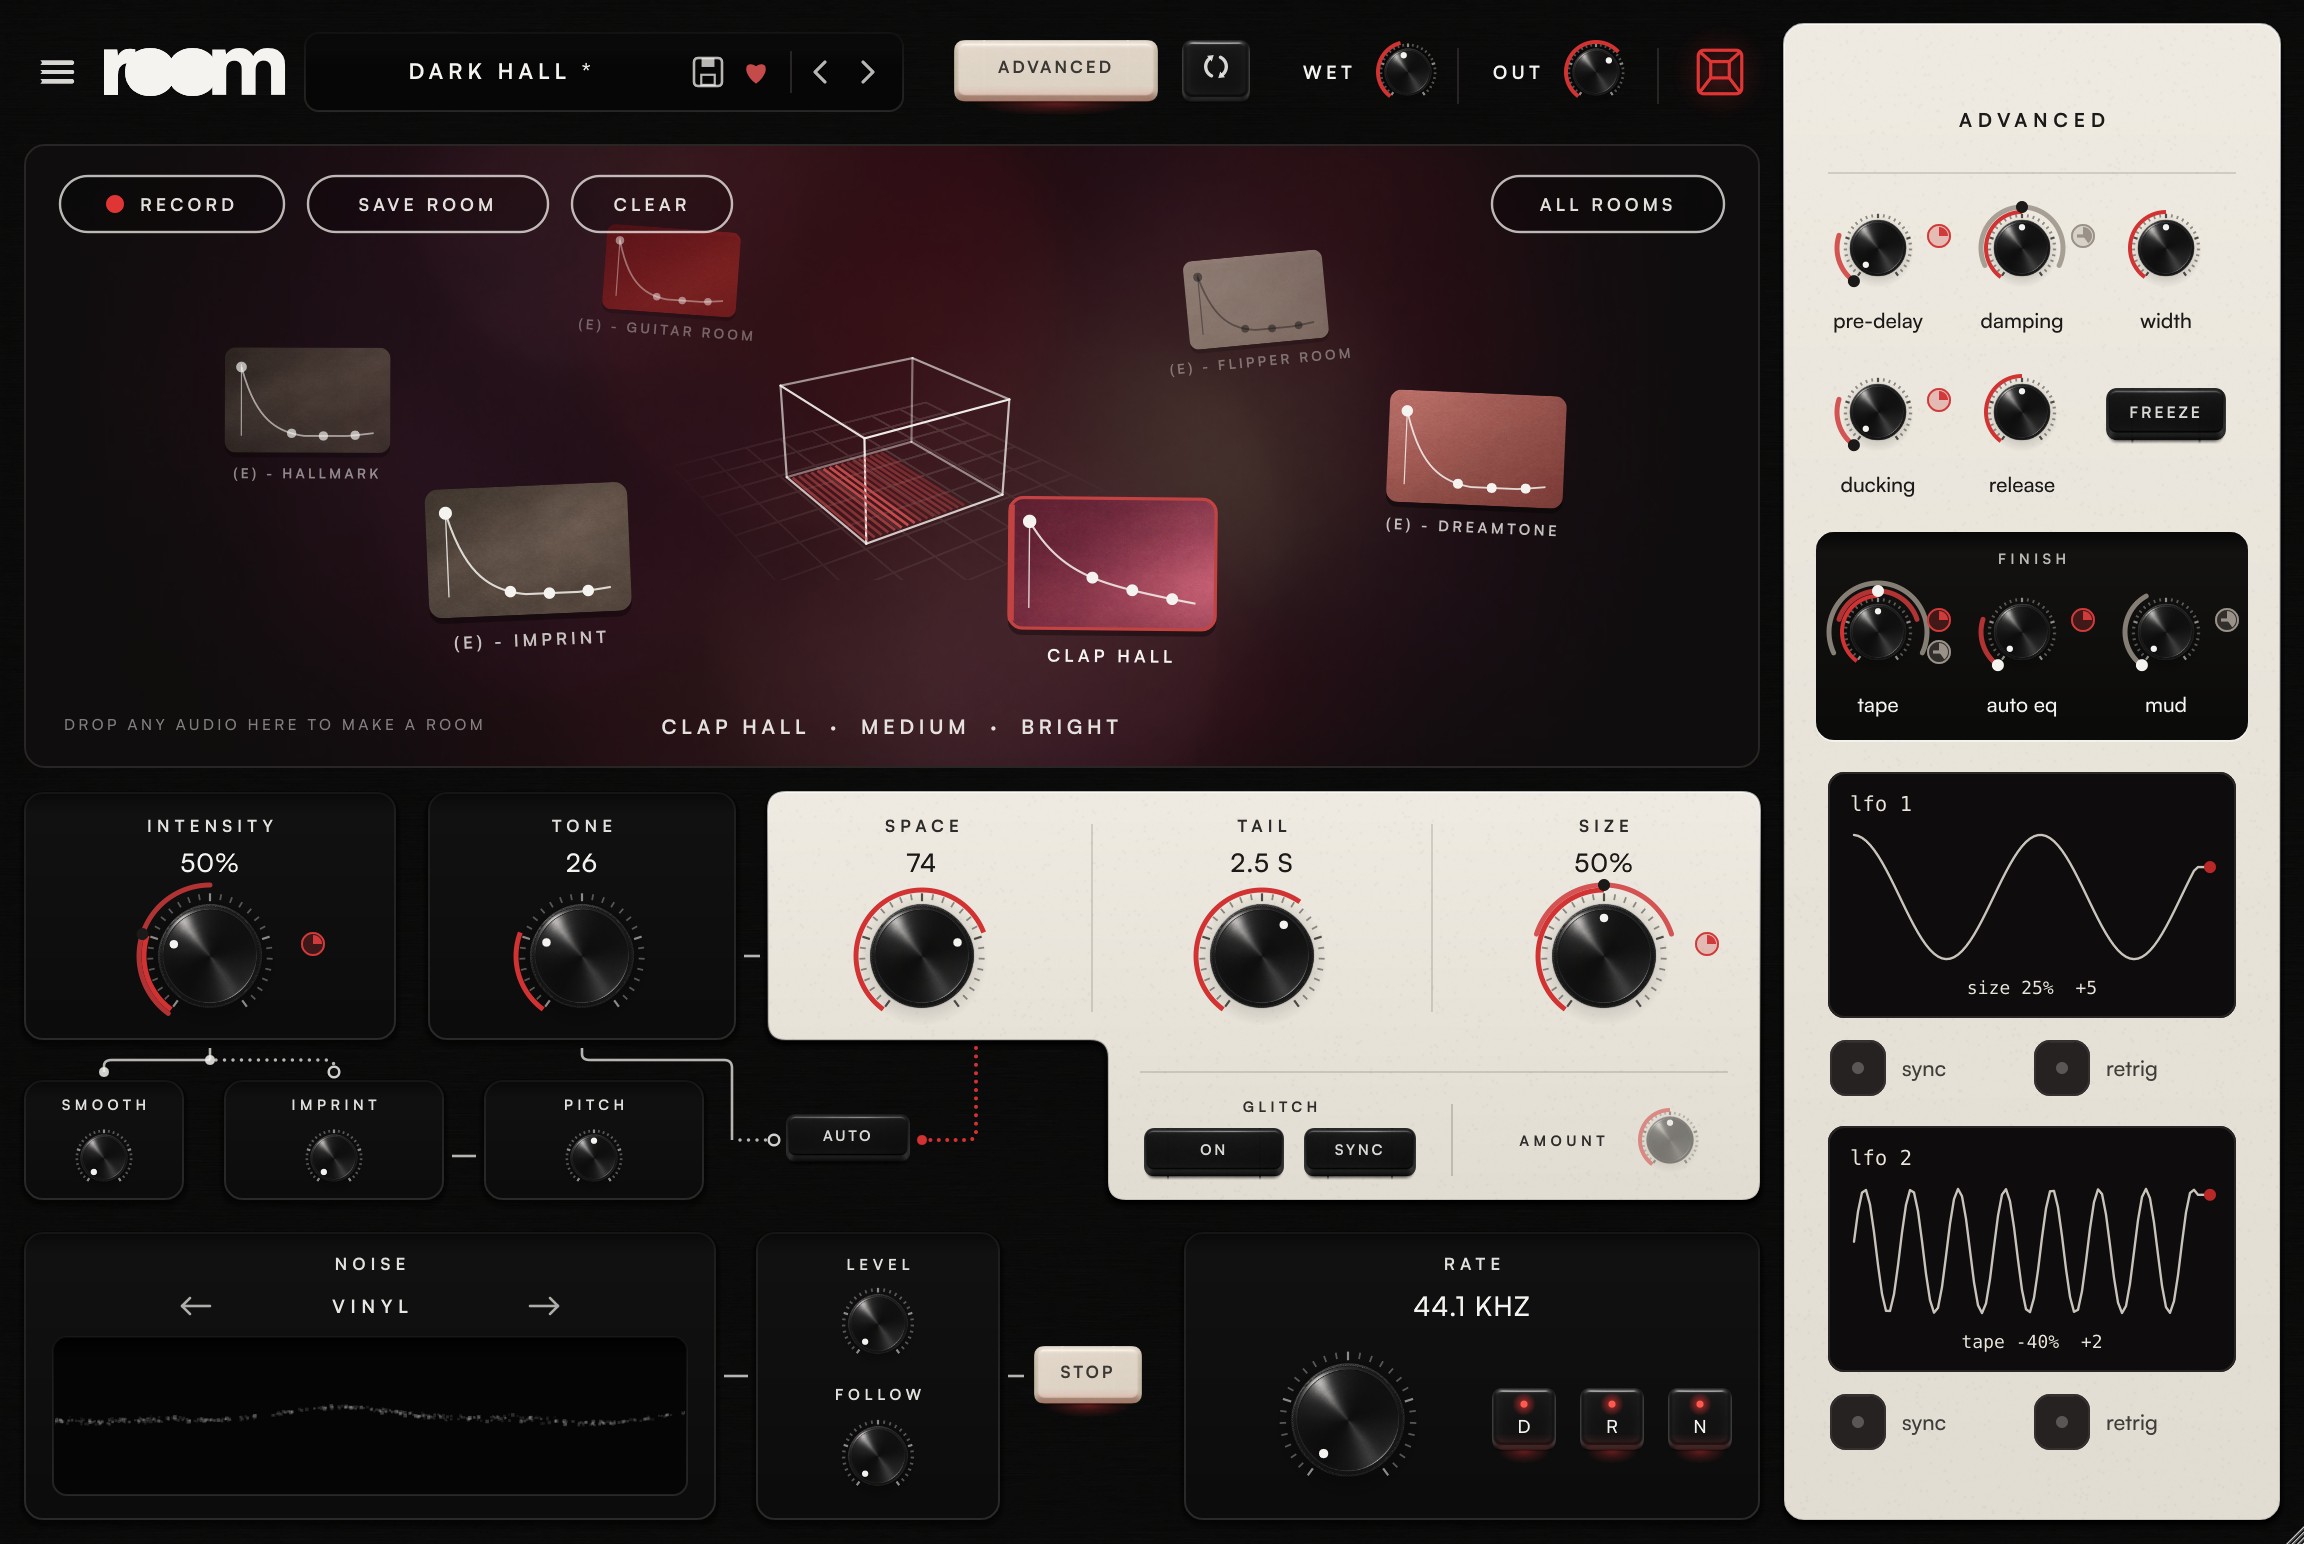 room
DARK HALL *
ADVANCED
WET
OUT
RECORD
SAVE ROOM
CLEAR
ALL ROOMS
(E) - GUITAR ROOM
(E) - FLIPPER ROOM
(E) - HALLMARK
(E) - DREAMTONE
(E) - IMPRINT
CLAP HALL
DROP ANY AUDIO HERE TO MAKE A ROOM
CLAP HALL • MEDIUM • BRIGHT
INTENSITY
50%
TONE
26
SPACE
74
TAIL
2.5 S
SIZE
50%
SMOOTH
IMPRINT
PITCH
AUTO
GLITCH
ON
SYNC
AMOUNT
NOISE
VINYL
LEVEL
FOLLOW
STOP
RATE
44.1 KHZ
D
R
N
ADVANCED
pre-delay
damping
width
ducking
release
FREEZE
FINISH
tape
auto eq
mud
lfo 1
size 25% +5
sync
retrig
lfo 2
tape -40% +2
sync
retrig